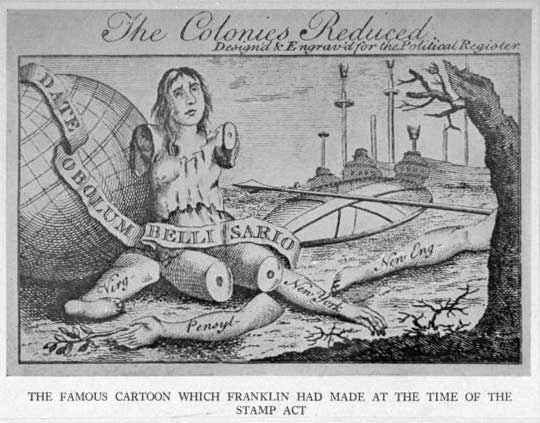 The Colonies Reduced
Design'd & Engrav'd for the Political Register
DATE
OBOLUM
BELLI
SARIO
Virg-
Pensyl-
New York
New Eng-
THE FAMOUS CARTOON WHICH FRANKLIN HAD MADE AT THE TIME OF THE
STAMP ACT